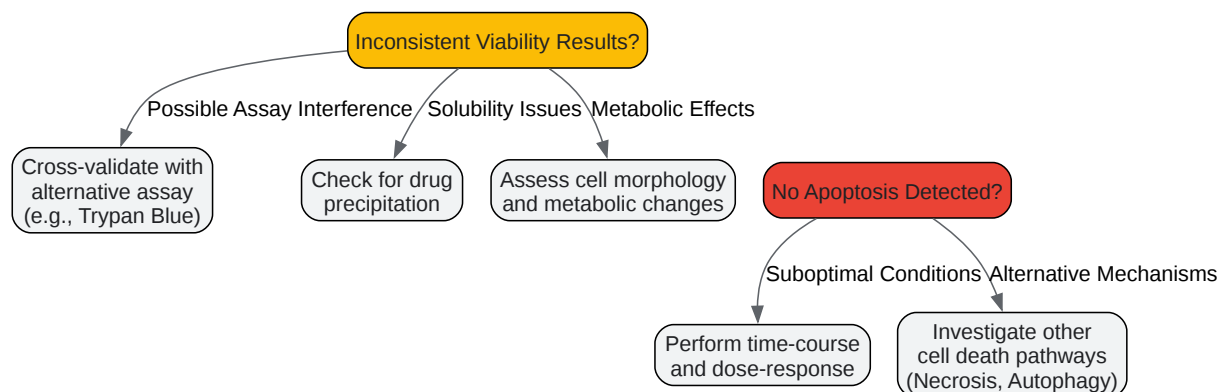 Inconsistent Viability Results?
Possible Assay Interference
Solubility Issues
Metabolic Effects
Cross-validate with
alternative assay
(e.g., Trypan Blue)
Check for drug
precipitation
Assess cell morphology
and metabolic changes
No Apoptosis Detected?
Suboptimal Conditions
Alternative Mechanisms
Perform time-course
and dose-response
Investigate other
cell death pathways
(Necrosis, Autophagy)